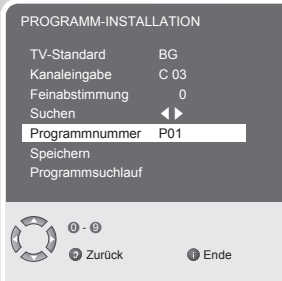 PROGRAMM-INSTALLATION
TV-Standard BG
Kanaleingabe C 03
Feinabstimmung 0
Suchen
Programmnummer P01
Speichern
Programmsuchlauf
0 - 9
Zurück i Ende